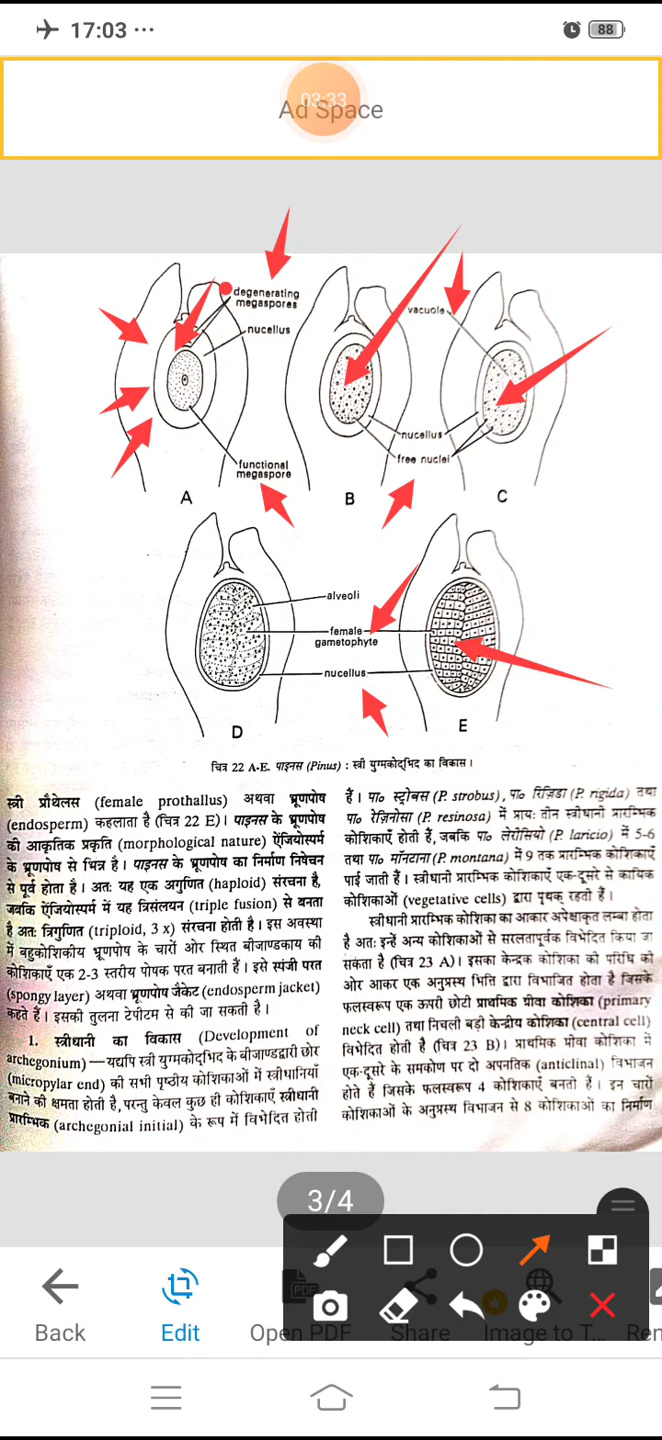 17:03 ...
88
Ad Space
03:33
degenerating
megaspores
nucellus
vacuole
nucellus
free nuclei
functional
megaspore
A
B
C
alveoli
female
gametophyte
nucellus
D
E
चित्र 22 A-E. पाइनस (Pinus) : स्त्री युग्मकोद्भिद का विकास।
स्त्री प्रोथैलस (female prothallus) अथवा भ्रूणपोष
(endosperm) कहलाता है (चित्र 22 E)। पाइनस के भ्रूणपोष
की आकृतिक प्रकृति (morphological nature) ऐंजियोस्पर्म
के भ्रूणपोष से भिन्न है। पाइनस के भ्रूणपोष का निर्माण निषेचन
से पूर्व होता है। अतः यह एक अगुणित (haploid) संरचना है,
जबकि ऐंजियोस्पर्म में यह त्रिसंलयन (triple fusion) से बनता
है अतः त्रिगुणित (triploid, 3 x) संरचना होती है। इस अवस्था
में बहुकोशिकीय भ्रूणपोष के चारों ओर स्थित बीजाण्डकाय की
कोशिकाएँ एक 2-3 स्तरीय पोषक परत बनाती हैं। इसे स्पंजी परत
(spongy layer) अथवा भ्रूणपोष जैकेट (endosperm jacket)
कहते हैं। इसकी तुलना टेपीटम से की जा सकती है।
1. स्त्रीधानी का विकास (Development of
archegonium) —यद्यपि स्त्री युग्मकोद्भिद के बीजाण्डद्वारी छोर
(micropylar end) की सभी पृष्ठीय कोशिकाओं में स्त्रीधानियाँ
बनाने की क्षमता होती है, परन्तु केवल कुछ ही कोशिकाएँ स्त्रीधानी
प्रारम्भिक (archegonial initial) के रूप में विभेदित होती
हैं। पा० स्ट्रोबस (P. strobus), पा० रिजिडा (P. rigida) तथा
पा० रेज़िनोसा (P. resinosa) में प्रायः तीन स्त्रीधानी प्रारम्भिक
कोशिकाएँ होती हैं, जबकि पा० लेरीसियो (P. laricio) में 5-6
तथा पा० मॉनटाना (P. montana) में 9 तक प्रारम्भिक कोशिकाएँ
पाई जाती हैं। स्त्रीधानी प्रारम्भिक कोशिकाएँ एक-दूसरे से कायिक
कोशिकाओं (vegetative cells) द्वारा पृथक् रहती हैं।
स्त्रीधानी प्रारम्भिक कोशिका का आकार अपेक्षाकृत लम्बा होता
है अतः इन्हें अन्य कोशिकाओं से सरलतापूर्वक विभेदित किया जा
सकता है (चित्र 23 A)। इसका केन्द्रक कोशिका की परिधि की
ओर आकर एक अनुप्रस्थ भित्ति द्वारा विभाजित होता है जिसके
फलस्वरूप एक ऊपरी छोटी प्राथमिक ग्रीवा कोशिका (primary
neck cell) तथा निचली बड़ी केन्द्रीय कोशिका (central cell)
विभेदित होती है (चित्र 23 B)। प्राथमिक ग्रीवा कोशिका में
एक-दूसरे के समकोण पर दो अपनतिक (anticlinal) विभाजन
होते हैं जिसके फलस्वरूप 4 कोशिकाएँ बनती हैं। इन चारों
कोशिकाओं के अनुप्रस्थ विभाजन से 8 कोशिकाओं का निर्माण
3/4
Back
Edit
Open PDF
Share
Image to T...
Ren